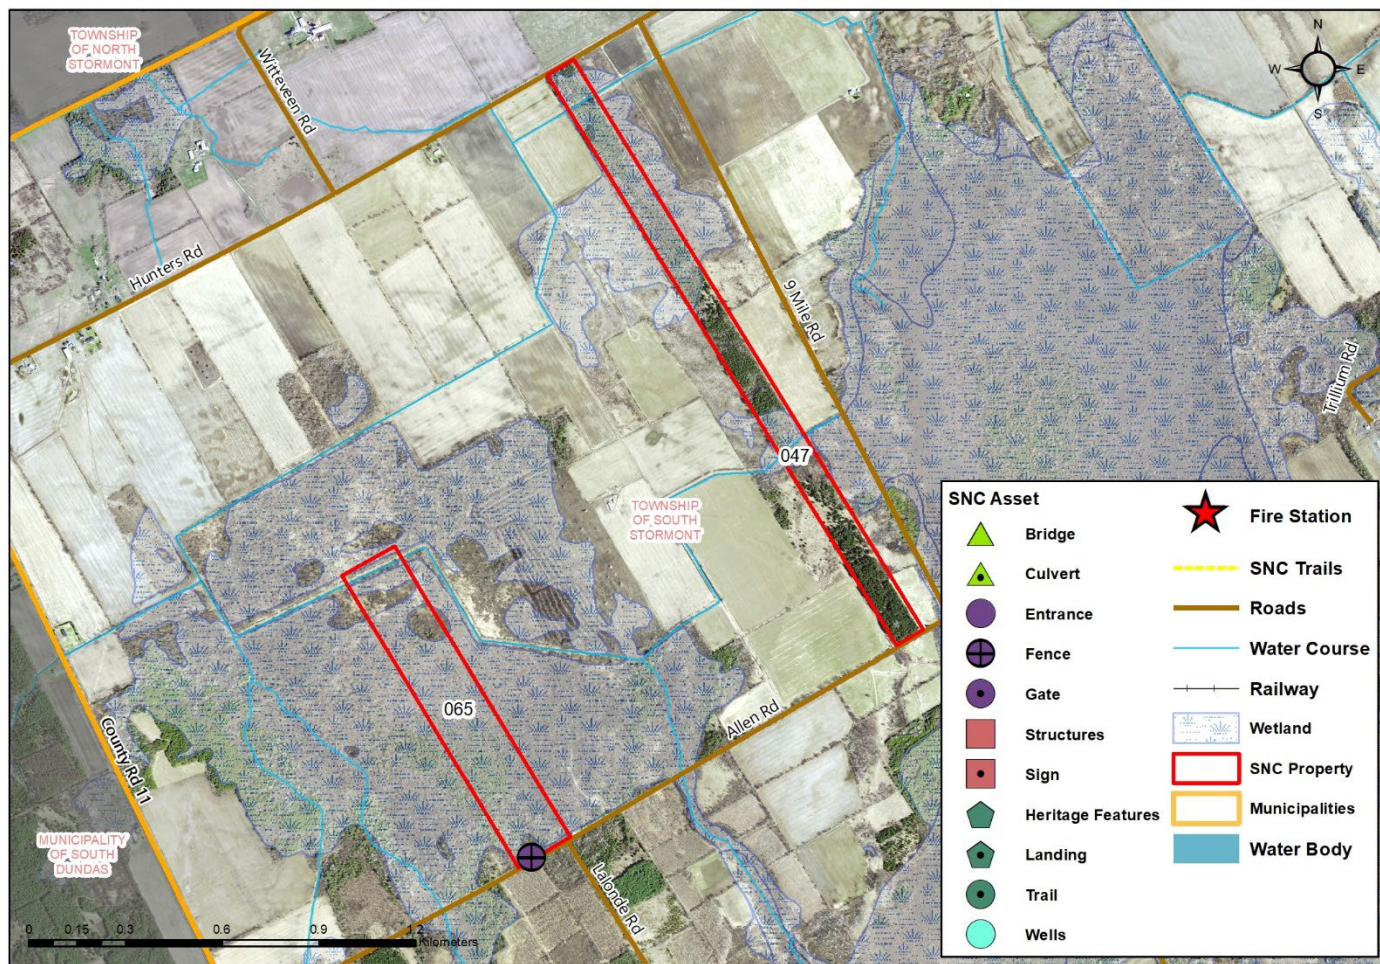 TOWNSHIP
OF NORTH
STORMONT
Witteveen Rd
N
W
E
S
Hunters Rd
9 Mile Rd
Trillium Rd
047
TOWNSHIP
OF SOUTH
STORMONT
065
Allen Rd
County Rd 11
MUNICIPALITY
OF SOUTH
DUNDAS
Lalonde Rd
0 0.15 0.3 0.6 0.9 1.2
Kilometers
SNC Asset
Bridge
Culvert
Entrance
Fence
Gate
Structures
Sign
Heritage Features
Landing
Trail
Wells
Fire Station
SNC Trails
Roads
Water Course
Railway
Wetland
SNC Property
Municipalities
Water Body